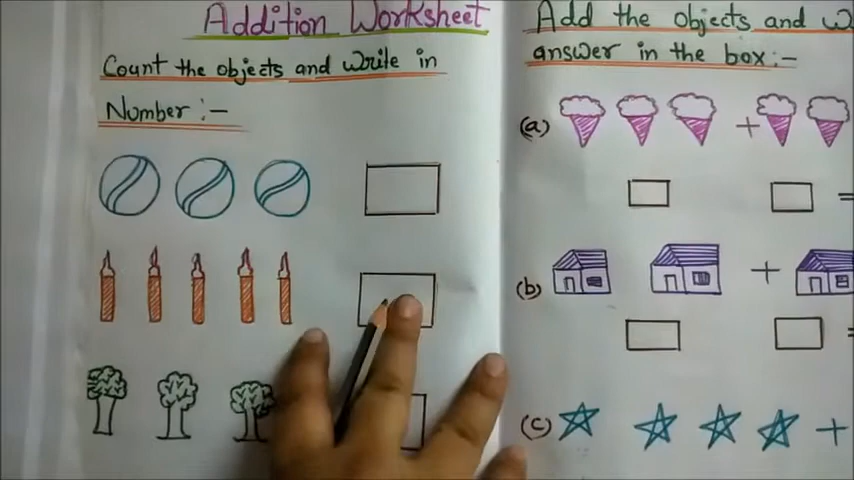 Addition Worksheet
Count the objects and write in
Number :-
Add the objects and
answer in the box :-
(a)
+
=
(b)
+
=
(c)
+